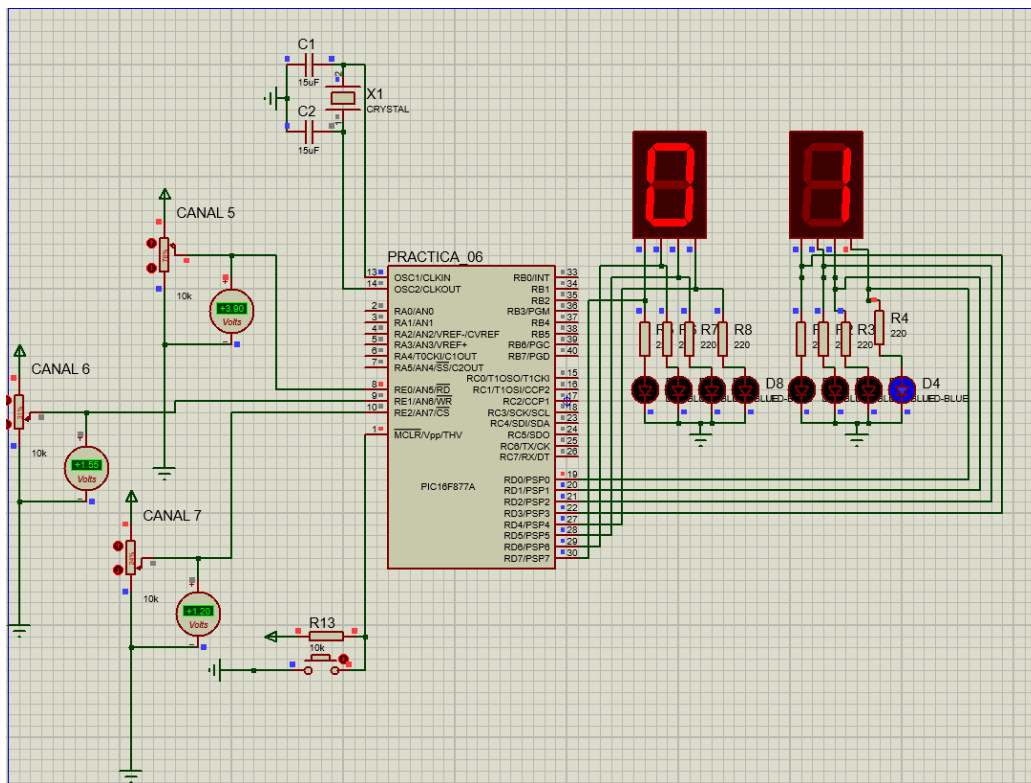 C1
15uF
X1
CRYSTAL
C2
15uF
2
1
CANAL 5
78%
10k
+3.90
Volts
CANAL 6
31%
10k
+1.55
Volts
CANAL 7
24%
10k
+1.20
Volts
R13
10k
PRACTICA_06
13 OSC1/CLKIN
14 OSC2/CLKOUT
2 RA0/AN0
3 RA1/AN1
4 RA2/AN2/VREF-/CVREF
5 RA3/AN3/VREF+
6 RA4/T0CKI/C1OUT
7 RA5/AN4/SS/C2OUT
8 RE0/AN5/RD
9 RE1/AN6/WR
10 RE2/AN7/CS
1 MCLR/Vpp/THV
RB0/INT 33
RB1 34
RB2 35
RB3/PGM 36
RB4 37
RB5 38
RB6/PGC 39
RB7/PGD 40
RC0/T1OSO/T1CKI 15
RC1/T1OSI/CCP2 16
RC2/CCP1 17
RC3/SCK/SCL 18
RC4/SDI/SDA 23
RC5/SDO 24
RC6/TX/CK 25
RC7/RX/DT 26
RD0/PSP0 19
RD1/PSP1 20
RD2/PSP2 21
RD3/PSP3 22
RD4/PSP4 27
RD5/PSP5 28
RD6/PSP6 29
RD7/PSP7 30
PIC16F877A
0
1
R7
220
R8
220
D8
R3
220
R4
220
D4
LED-BLUE